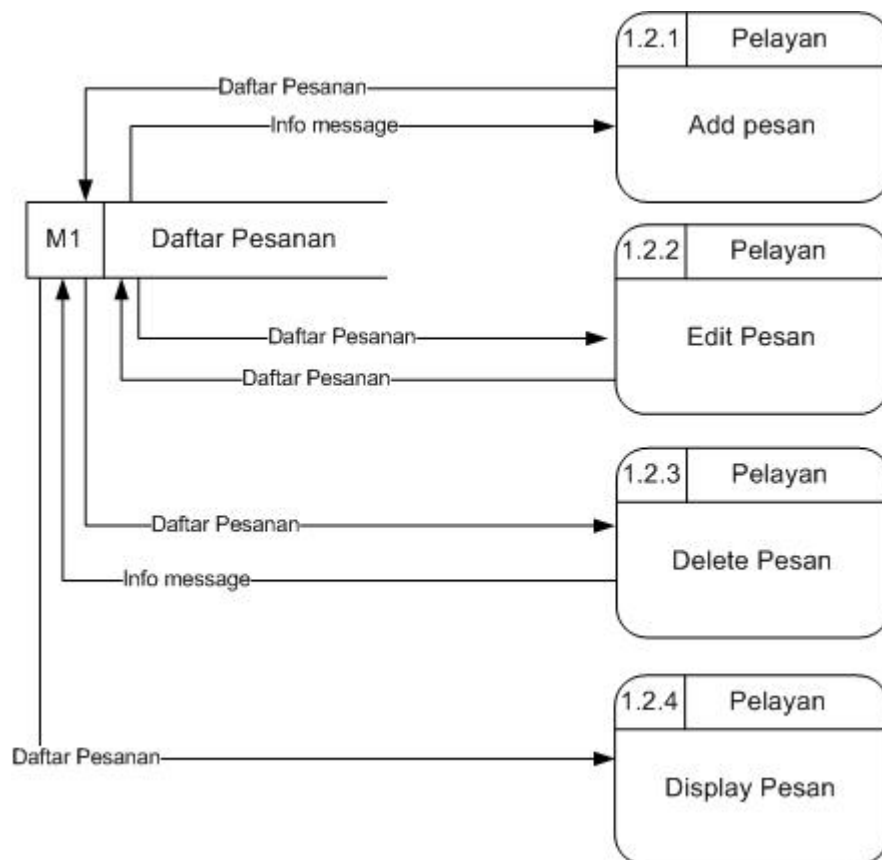 1.2.1 Pelayan
Daftar Pesanan
Add pesan
Info message
M1 Daftar Pesanan
1.2.2 Pelayan
Daftar Pesanan
Edit Pesan
Daftar Pesanan
1.2.3 Pelayan
Daftar Pesanan
Delete Pesan
Info message
1.2.4 Pelayan
Daftar Pesanan
Display Pesan